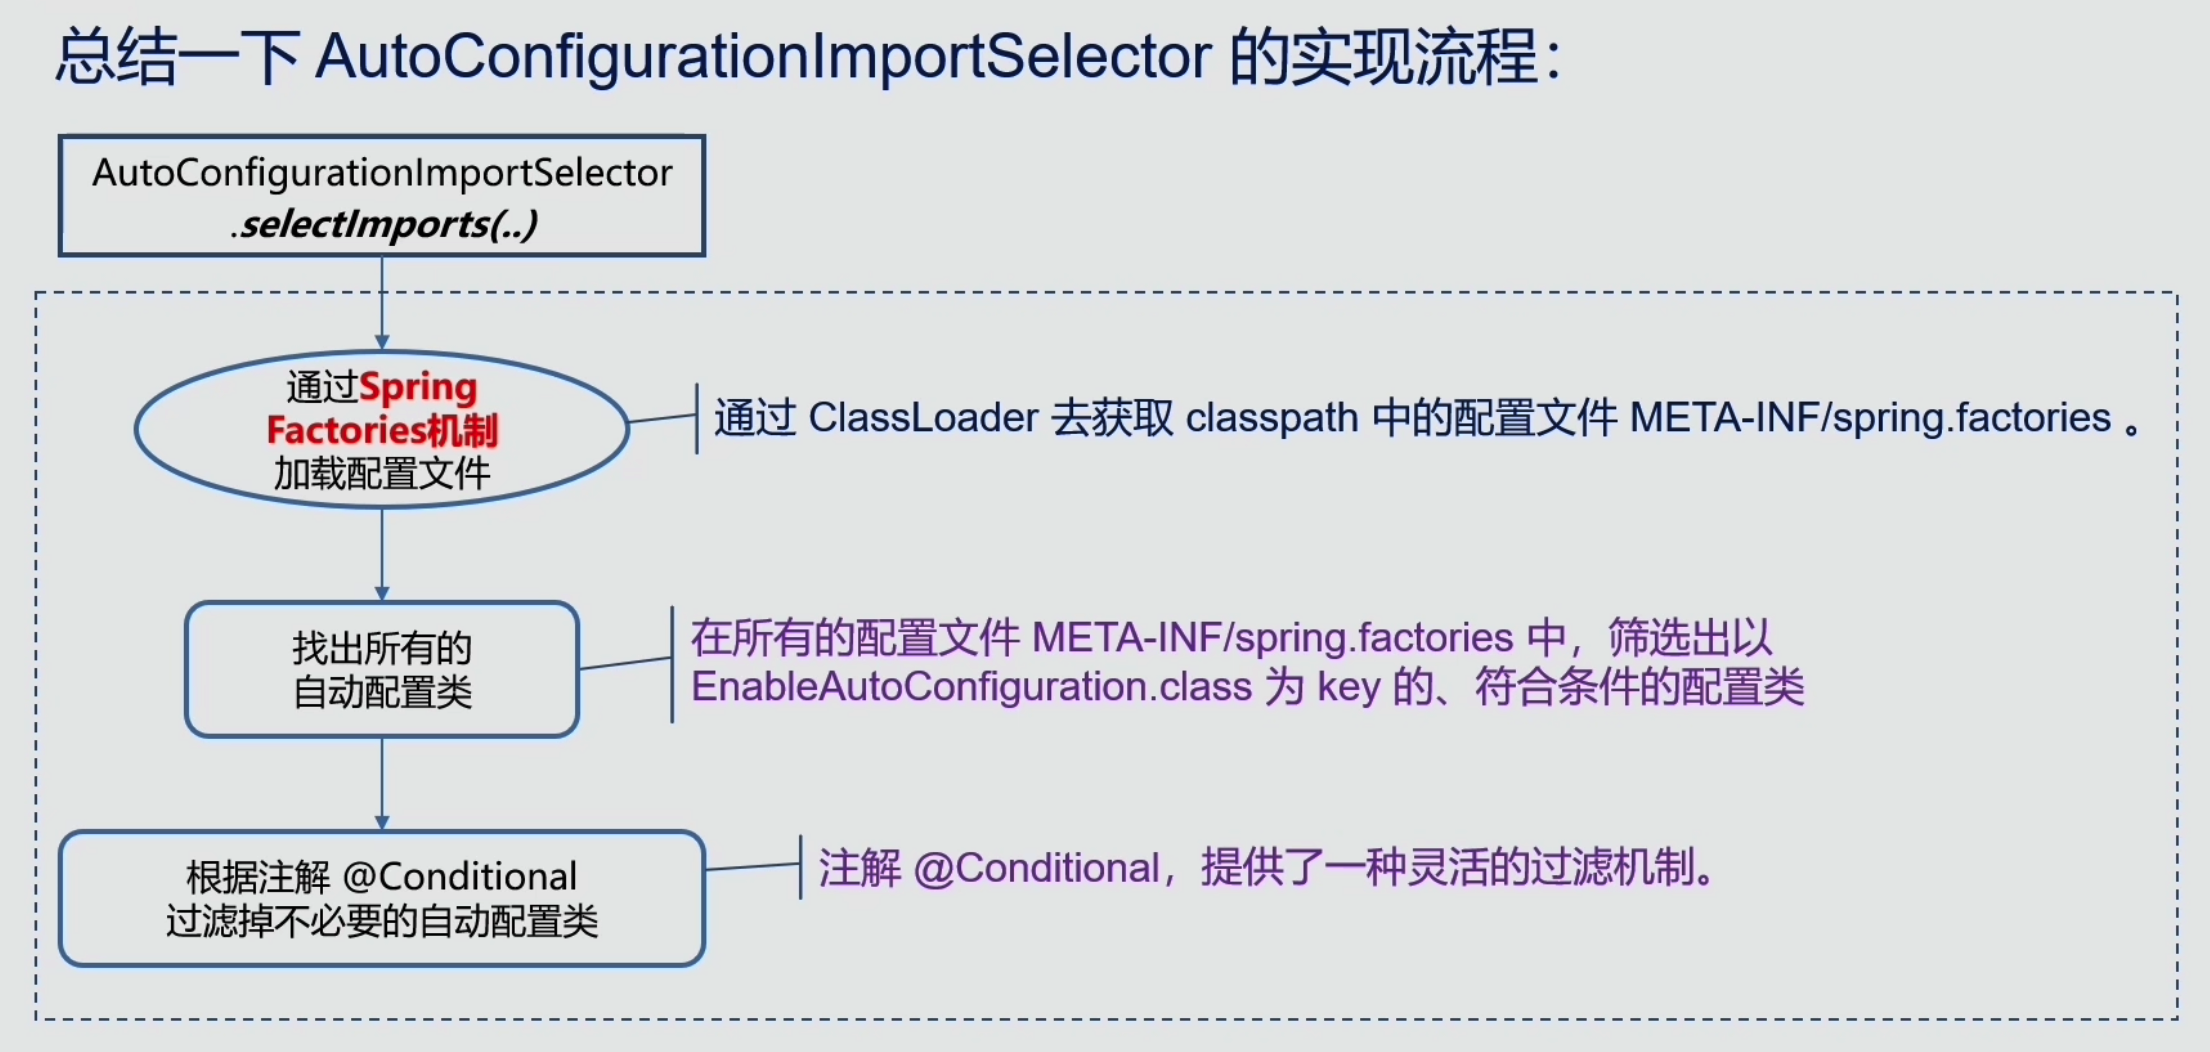 总结一下 AutoConfigurationImportSelector 的实现流程：
AutoConfigurationImportSelector
.selectImports(..)
通过Spring
Factories机制
加载配置文件
通过 ClassLoader 去获取 classpath 中的配置文件 META-INF/spring.factories 。
找出所有的
自动配置类
在所有的配置文件 META-INF/spring.factories 中，筛选出以
EnableAutoConfiguration.class 为 key 的、符合条件的配置类
根据注解 @Conditional
过滤掉不必要的自动配置类
注解 @Conditional，提供了一种灵活的过滤机制。